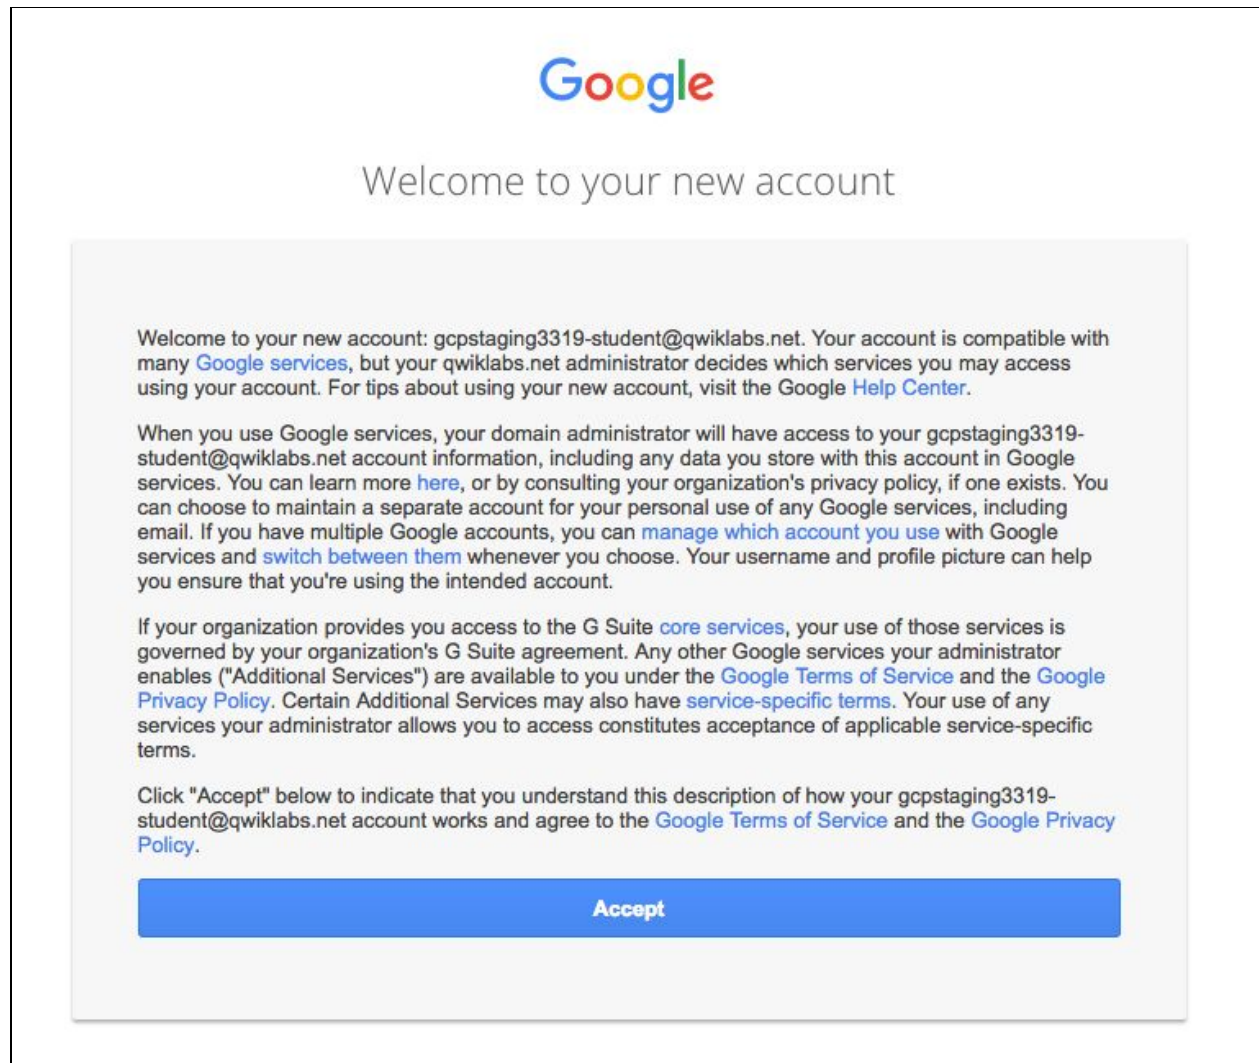 Google
Welcome to your new account
Welcome to your new account: gcpstaging3319-student@qwiklabs.net. Your account is compatible with
many Google services, but your qwiklabs.net administrator decides which services you may access
using your account. For tips about using your new account, visit the Google Help Center.
When you use Google services, your domain administrator will have access to your gcpstaging3319-
student@qwiklabs.net account information, including any data you store with this account in Google
services. You can learn more here, or by consulting your organization's privacy policy, if one exists. You
can choose to maintain a separate account for your personal use of any Google services, including
email. If you have multiple Google accounts, you can manage which account you use with Google
services and switch between them whenever you choose. Your username and profile picture can help
you ensure that you're using the intended account.
If your organization provides you access to the G Suite core services, your use of those services is
governed by your organization's G Suite agreement. Any other Google services your administrator
enables ("Additional Services") are available to you under the Google Terms of Service and the Google
Privacy Policy. Certain Additional Services may also have service-specific terms. Your use of any
services your administrator allows you to access constitutes acceptance of applicable service-specific
terms.
Click "Accept" below to indicate that you understand this description of how your gcpstaging3319-
student@qwiklabs.net account works and agree to the Google Terms of Service and the Google Privacy
Policy.
Accept